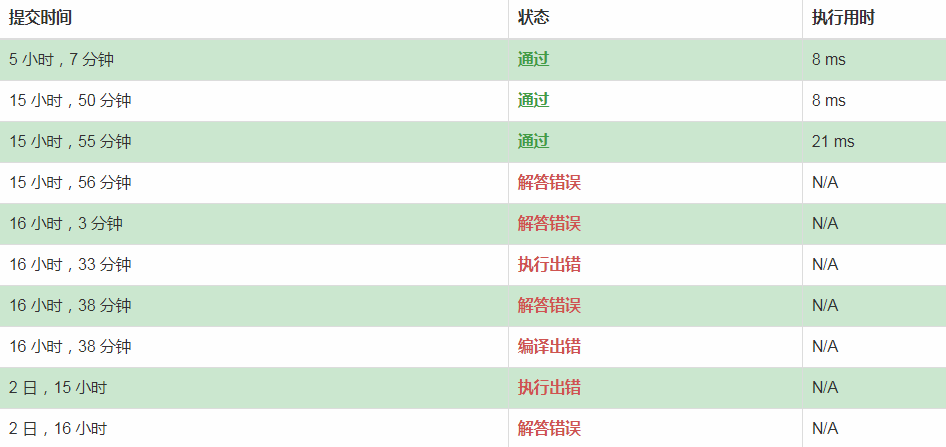 提交时间 状态 执行用时
5 小时，7 分钟 通过 8 ms
15 小时，50 分钟 通过 8 ms
15 小时，55 分钟 通过 21 ms
15 小时，56 分钟 解答错误 N/A
16 小时，3 分钟 解答错误 N/A
16 小时，33 分钟 执行出错 N/A
16 小时，38 分钟 解答错误 N/A
16 小时，38 分钟 编译出错 N/A
2 日，15 小时 执行出错 N/A
2 日，16 小时 解答错误 N/A